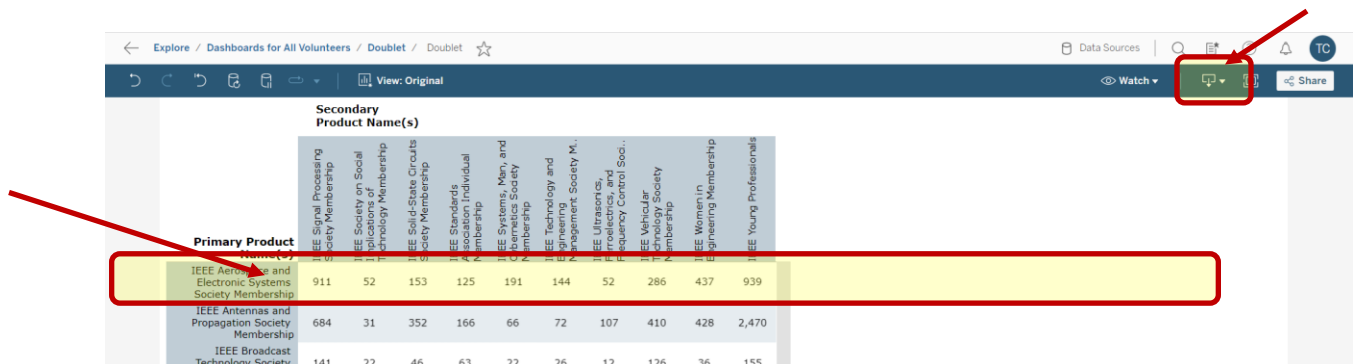 Explore / Dashboards for All Volunteers / Doublet / Doublet
Data Sources
TC
View: Original
Watch
Share
Secondary
Product Name(s)
IEEE Signal Processing
Society Membership
IEEE Society on Social
Implications of
Technology Membership
IEEE Solid-State Circuits
Society Membership
IEEE Standards
Association Individual
Membership
IEEE Systems, Man, and
Cybernetics Society
Membership
IEEE Technology and
Engineering
Management Society M..
IEEE Ultrasonics,
Ferroelectrics, and
Frequency Control Soci..
IEEE Vehicular
Technology Society
Membership
IEEE Women in
Engineering Membership
IEEE Young Professionals
Primary Product
Name(s)
IEEE Aerospace and
Electronic Systems
Society Membership
911 52 153 125 191 144 52 286 437 939
IEEE Antennas and
Propagation Society
Membership
684 31 352 166 66 72 107 410 428 2,470
IEEE Broadcast
Technology Society
141 22 46 63 22 26 12 126 36 155